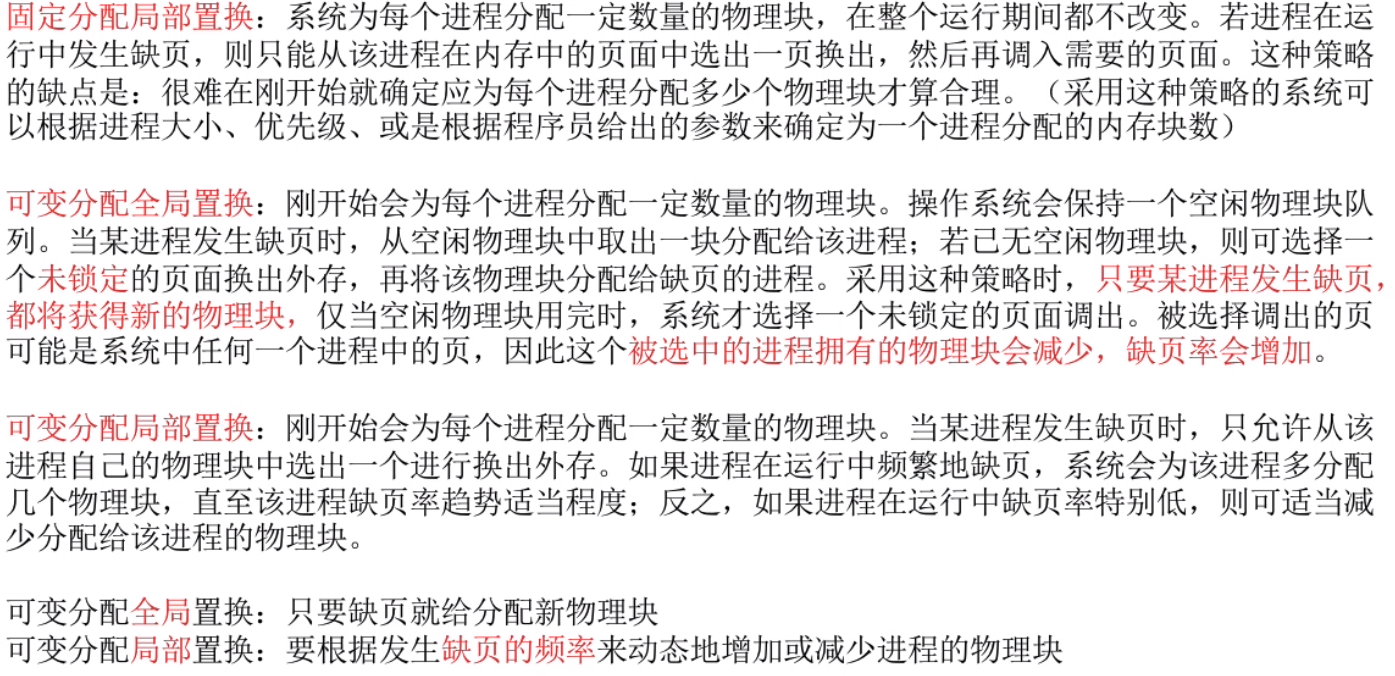 固定分配局部置换：系统为每个进程分配一定数量的物理块，在整个运行期间都不改变。若进程在运
行中发生缺页，则只能从该进程在内存中的页面中选出一页换出，然后再调入需要的页面。这种策略
的缺点是：很难在刚开始就确定应为每个进程分配多少个物理块才算合理。（采用这种策略的系统可
以根据进程大小、优先级、或是根据程序员给出的参数来确定为一个进程分配的内存块数）
可变分配全局置换：刚开始会为每个进程分配一定数量的物理块。操作系统会保持一个空闲物理块队
列。当某进程发生缺页时，从空闲物理块中取出一块分配给该进程；若已无空闲物理块，则可选择一
个未锁定的页面换出外存，再将该物理块分配给缺页的进程。采用这种策略时，只要某进程发生缺页，
都将获得新的物理块，仅当空闲物理块用完时，系统才选择一个未锁定的页面调出。被选择调出的页
可能是系统中任何一个进程中的页，因此这个被选中的进程拥有的物理块会减少，缺页率会增加。
可变分配局部置换：刚开始会为每个进程分配一定数量的物理块。当某进程发生缺页时，只允许从该
进程自己的物理块中选出一个进行换出外存。如果进程在运行中频繁地缺页，系统会为该进程多分配
几个物理块，直至该进程缺页率趋势适当程度；反之，如果进程在运行中缺页率特别低，则可适当减
少分配给该进程的物理块。
可变分配全局置换：只要缺页就给分配新物理块
可变分配局部置换：要根据发生缺页的频率来动态地增加或减少进程的物理块